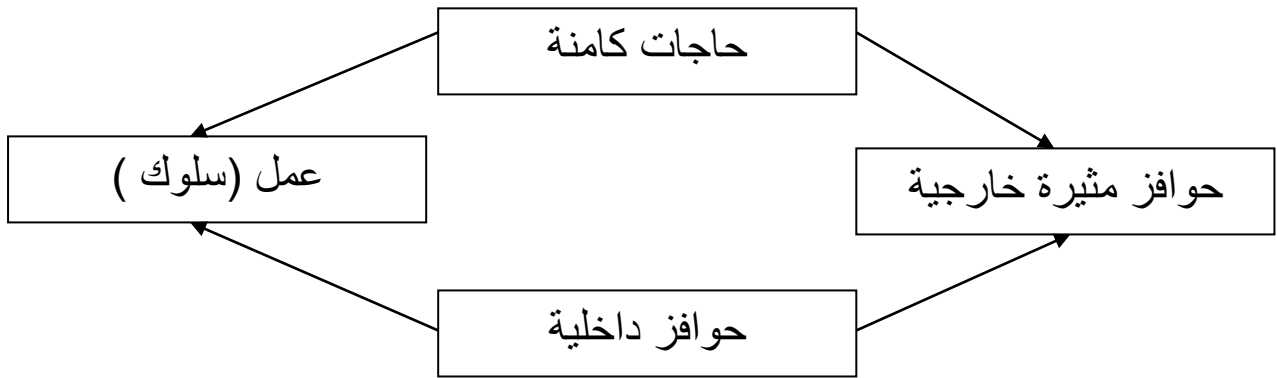 حاجات كامنة
عمل (سلوك )
حوافز مثيرة خارجية
حوافز داخلية